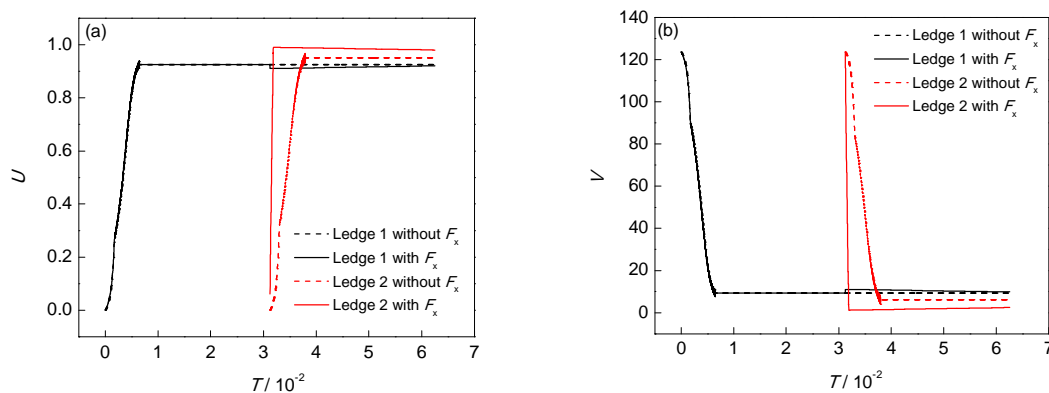 (a)
1.0
0.8
0.6
0.4
0.2
0.0
U
Ledge 1 without Fx
Ledge 1 with Fx
Ledge 2 without Fx
Ledge 2 with Fx
0 1 2 3 4 5 6 7
T / 10-2
(b)
140
120
100
80
60
40
20
0
V
Ledge 1 without Fx
Ledge 1 with Fx
Ledge 2 without Fx
Ledge 2 with Fx
0 1 2 3 4 5 6 7
T / 10-2